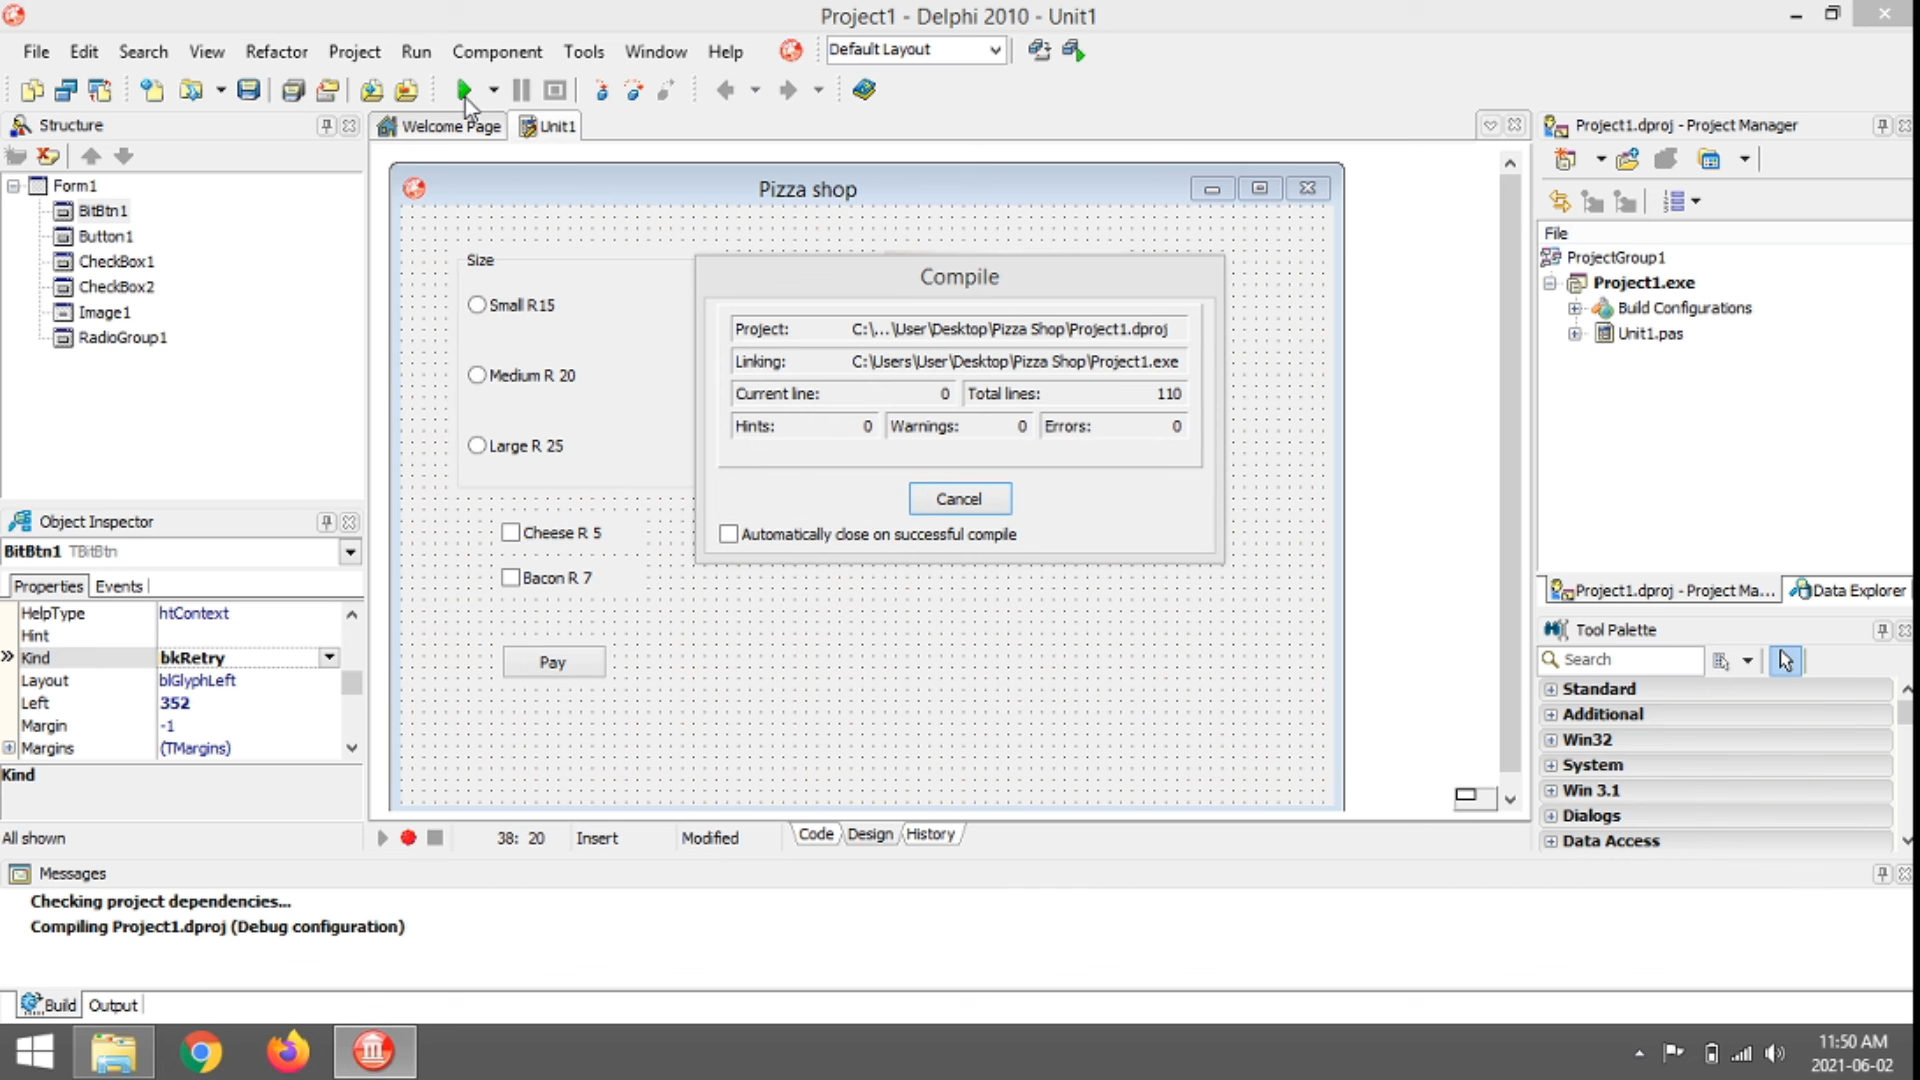 Project1 - Delphi 2010 - Unit1
File Edit Search View Refactor Project Run Component Tools Window Help Default Layout
Structure
Form1
BitBtn1
Button1
CheckBox1
CheckBox2
Image1
RadioGroup1
Object Inspector
BitBtn1 TBitBtn
Properties Events
HelpType htContext
Hint
Kind bkRetry
Layout blGlyphLeft
Left 352
Margin -1
Margins (TMargins)
Kind
All shown
Welcome Page Unit1
Pizza shop
Size
Small R15
Medium R 20
Large R 25
Cheese R 5
Bacon R 7
Pay
Compile
Project: C:\...\User\Desktop\Pizza Shop\Project1.dproj
Linking: C:\Users\User\Desktop\Pizza Shop\Project1.exe
Current line: 0 Total lines: 110
Hints: 0 Warnings: 0 Errors: 0
Cancel
Automatically close on successful compile
38: 20 Insert Modified Code Design History
Project1.dproj - Project Manager
File
ProjectGroup1
Project1.exe
Build Configurations
Unit1.pas
Project1.dproj - Project Ma... Data Explorer
Tool Palette
Search
Standard
Additional
Win32
System
Win 3.1
Dialogs
Data Access
Messages
Checking project dependencies...
Compiling Project1.dproj (Debug configuration)
Build Output
11:50 AM
2021-06-02